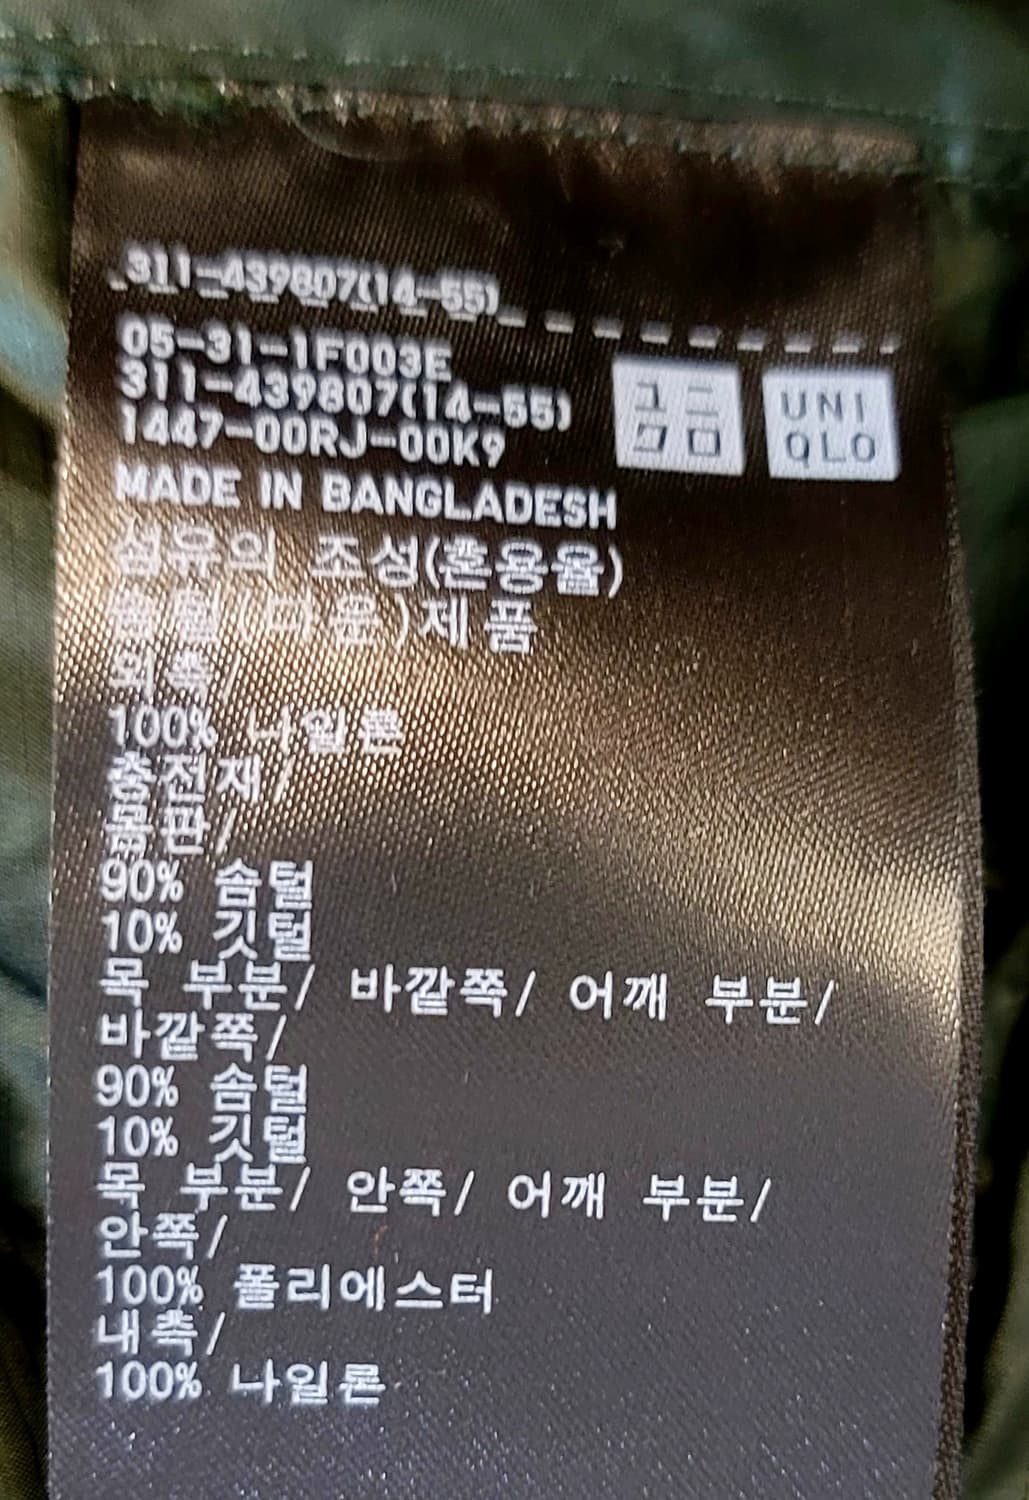 311-439807(14-55)
05-31-1F003E
311-439807(14-55)
1447-00RJ-00K9
ユニ
クロ
UNI
QLO
MADE IN BANGLADESH
섬유의 조성(혼용율)
솜털(다운)제품
외측/
100% 나일론
충전재/
몸판/
90% 솜털
10% 깃털
목 부분/ 바깥쪽/ 어깨 부분/
바깥쪽/
90% 솜털
10% 깃털
목 부분/ 안쪽/ 어깨 부분/
안쪽/
100% 폴리에스터
내측/
100% 나일론